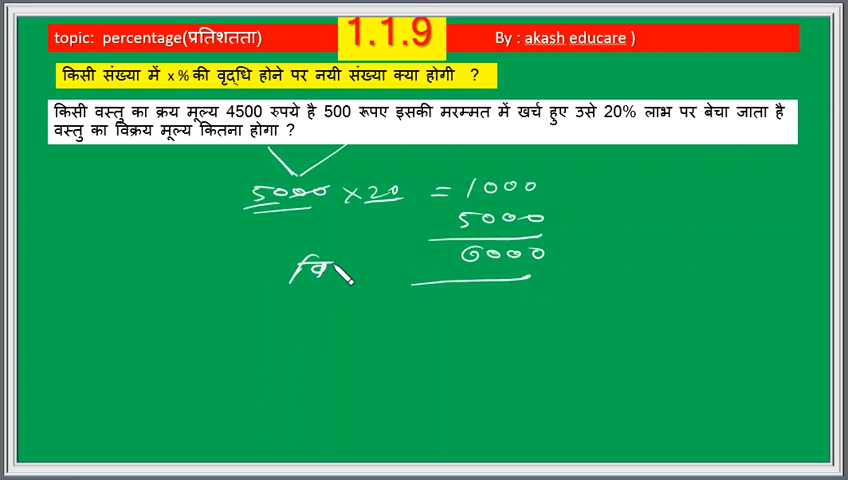 topic: percentage(प्रतिशतता)
1.1.9
By : akash educare )
किसी संख्या में x % की वृद्धि होने पर नयी संख्या क्या होगी ?
किसी वस्तु का क्रय मूल्य 4500 रुपये है 500 रूपए इसकी मरम्मत में खर्च हुए उसे 20% लाभ पर बेचा जाता है
वस्तु का विक्रय मूल्य कितना होगा ?
5000 × 20 = 1000
5000
6000
वि